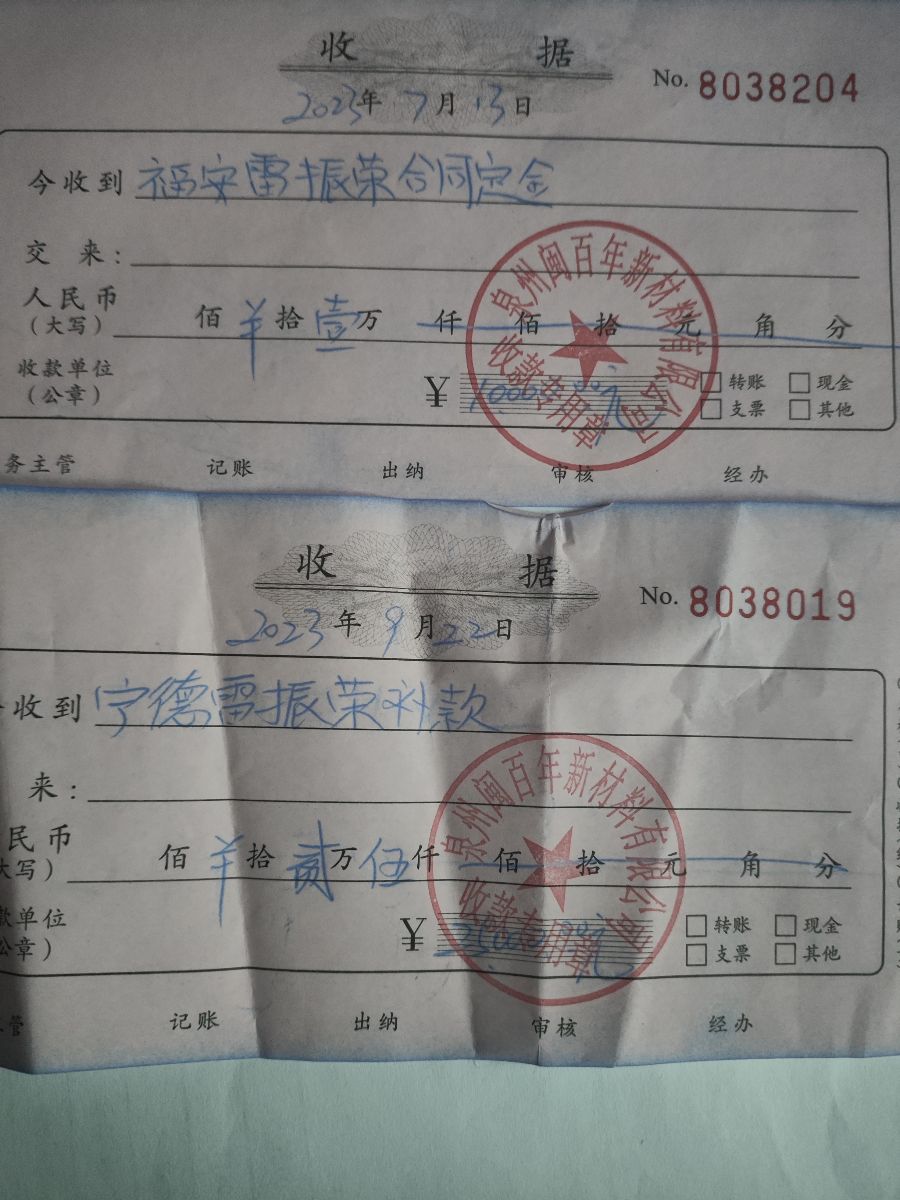 收 据
No. 8038204
2023年 7月 13日
今收到 福安雷振荣合同定金
交 来:
人民币
(大写) 佰 ¥ 拾 壹 万 仟 佰 拾 元 角 分
收款单位
(公章) ¥ 转账 现金
支票 其他
泉州闽百年新材料有限公司
收款专用章
务主管 记账 出纳 审核 经办
收 据
No. 8038019
2023年 9月 22日
收到 宁德雷振荣补款
来:
民币
大写) 佰 ¥ 拾 贰 万 伍 仟 佰 拾 元 角 分
款单位
公章) ¥ 转账 现金
支票 其他
泉州闽百年新材料有限公司
收款专用章
管 记账 出纳 审核 经办